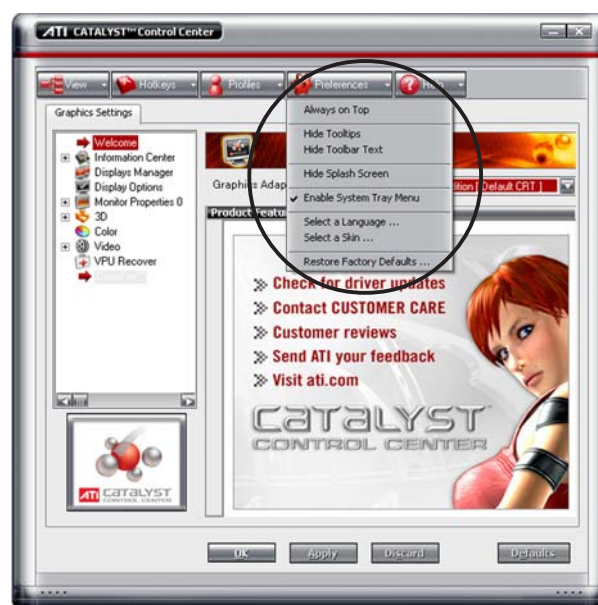 ATI CATALYST™ Control Center
View
Hotkeys
Profiles
Preferences
Help
Graphics Settings
Welcome
Information Center
Displays Manager
Display Options
Monitor Properties 0
3D
Color
Video
VPU Recover
Always on Top
Hide Tooltips
Hide Toolbar Text
Hide Splash Screen
Enable System Tray Menu
Select a Language ...
Select a Skin ...
Restore Factory Defaults ...
Graphics Adap
ition [Default CRT ]
Product Featu
Check for driver updates
Contact CUSTOMER CARE
Customer reviews
Send ATI your feedback
Visit ati.com
CATALYST
CONTROL CENTER
ATI CATALYST
CONTROL CENTER
OK
Apply
Discard
Defaults